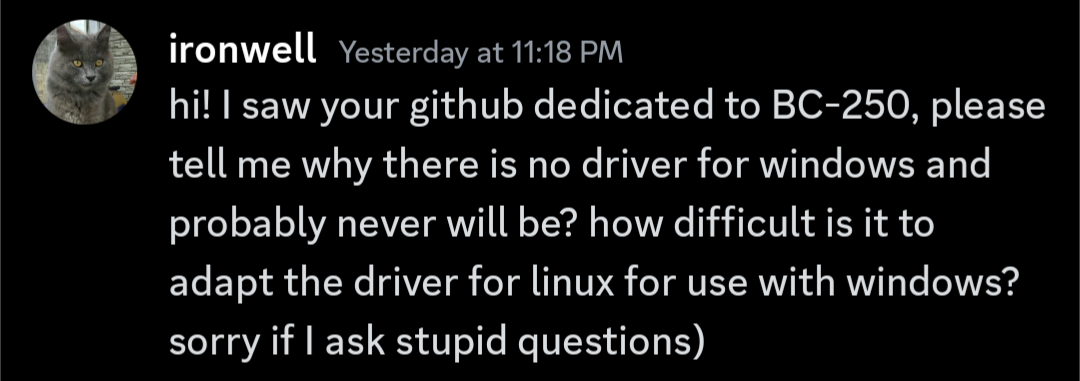 ironwell Yesterday at 11:18 PM
hi! I saw your github dedicated to BC-250, please
tell me why there is no driver for windows and
probably never will be? how difficult is it to
adapt the driver for linux for use with windows?
sorry if I ask stupid questions)